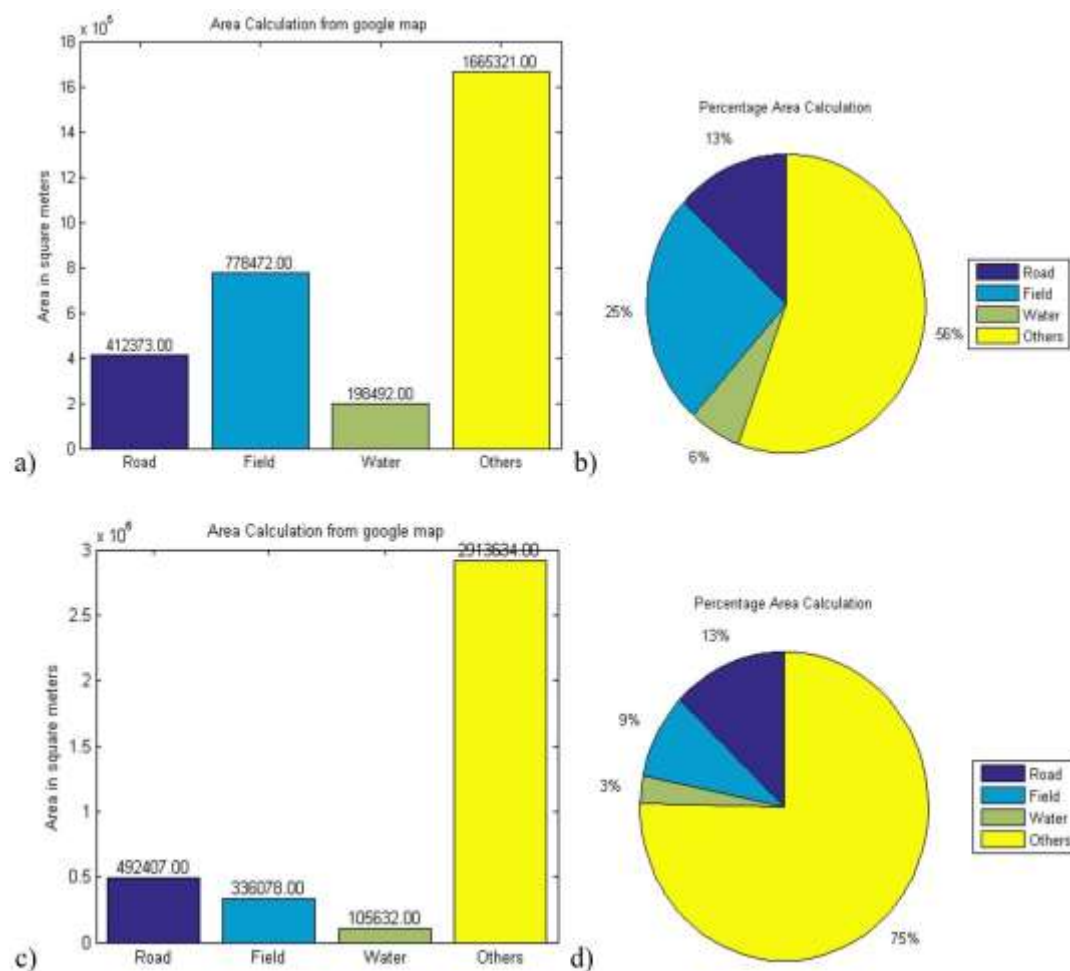 x 10^5
Area Calculation from google map
18
16
14
12
10
8
6
4
2
0
Area in square meters
412373.00
778472.00
198492.00
1665321.00
Road
Field
Water
Others
a)
Percentage Area Calculation
13%
25%
6%
56%
Road
Field
Water
Others
b)
x 10^6
Area Calculation from google map
3
2.5
2
1.5
1
0.5
0
Area in square meters
492407.00
336078.00
105632.00
2913634.00
Road
Field
Water
Others
c)
Percentage Area Calculation
13%
9%
3%
75%
Road
Field
Water
Others
d)